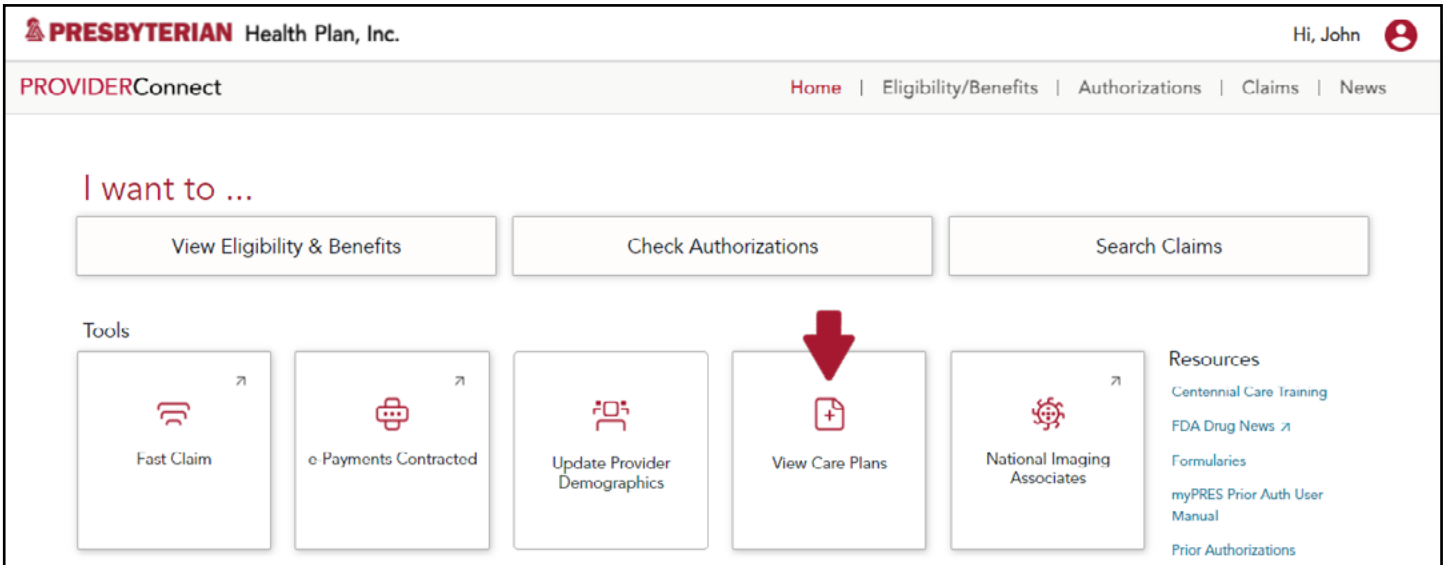 PRESBYTERIAN Health Plan, Inc.
Hi, John
PROVIDERConnect
Home | Eligibility/Benefits | Authorizations | Claims | News
I want to ...
View Eligibility & Benefits
Check Authorizations
Search Claims
Tools
Fast Claim
e-Payments Contracted
Update Provider
Demographics
View Care Plans
National Imaging
Associates
Resources
Centennial Care Training
FDA Drug News ↗
Formularies
myPRES Prior Auth User
Manual
Prior Authorizations